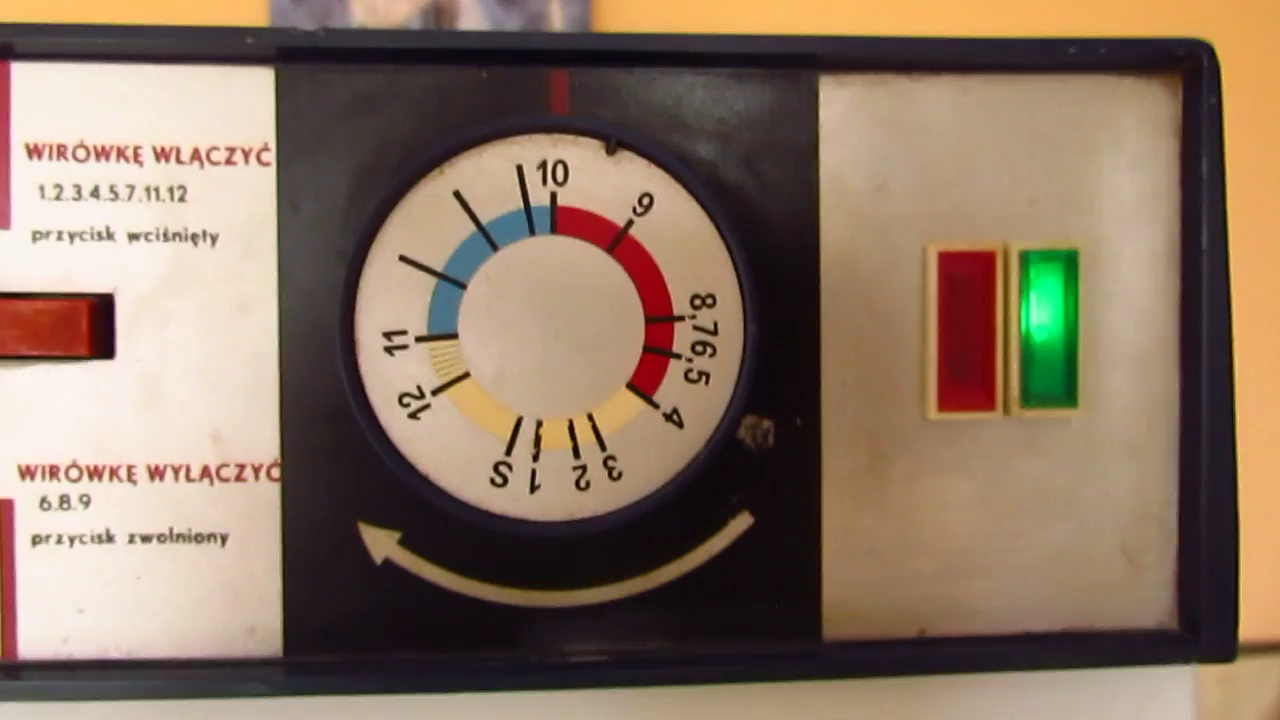 WIRÓWKĘ WŁĄCZYĆ
1.2.3.4.5.7.11.12
przycisk wciśnięty
WIRÓWKĘ WYŁĄCZYĆ
6.8.9
przycisk zwolniony
10
9
8,7
6,5
4
3
2
1
S
12
11